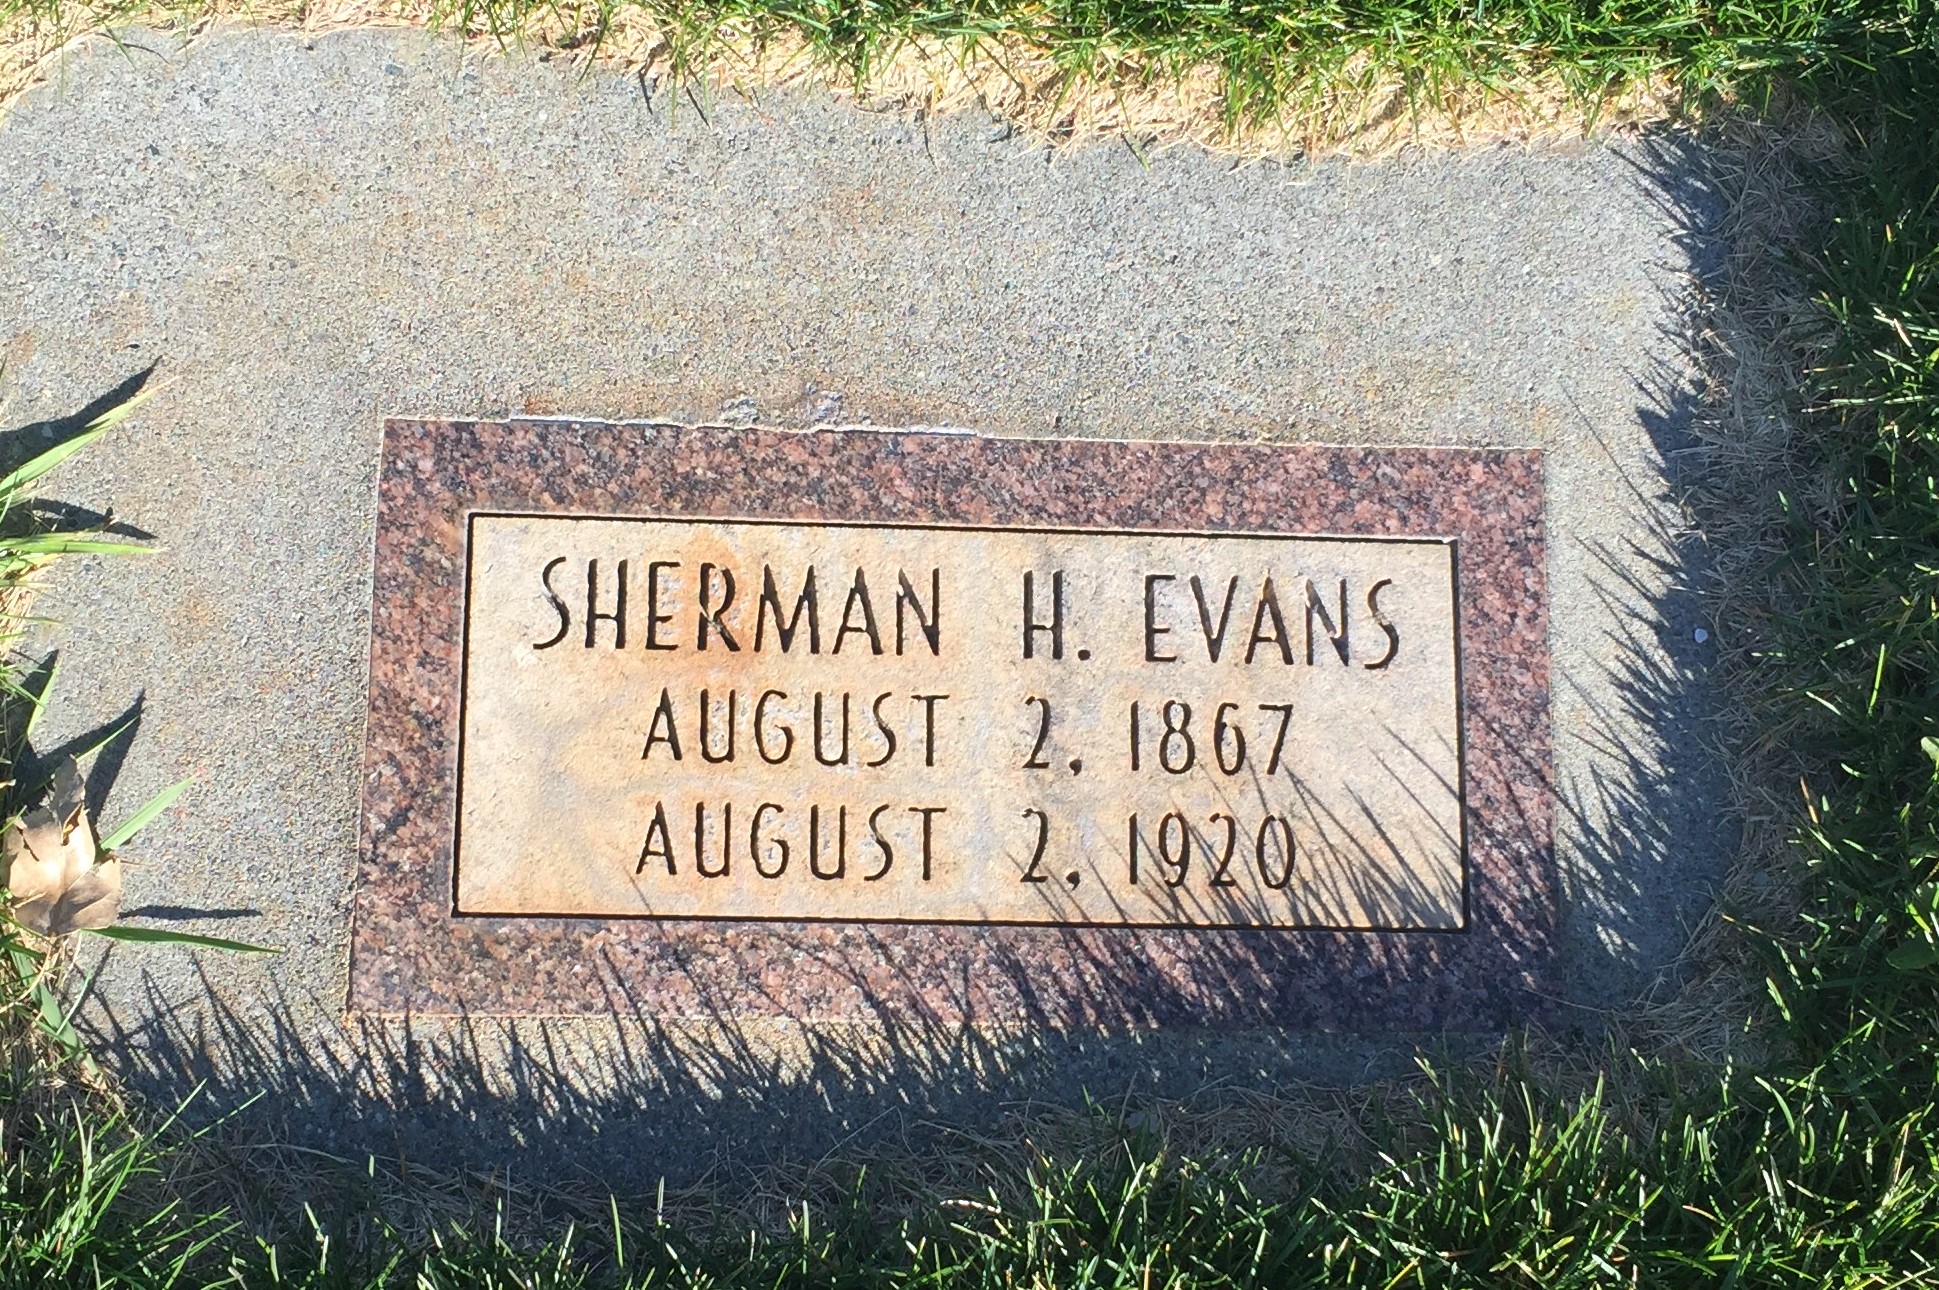 SHERMAN H. EVANS
AUGUST 2, 1867
AUGUST 2, 1920